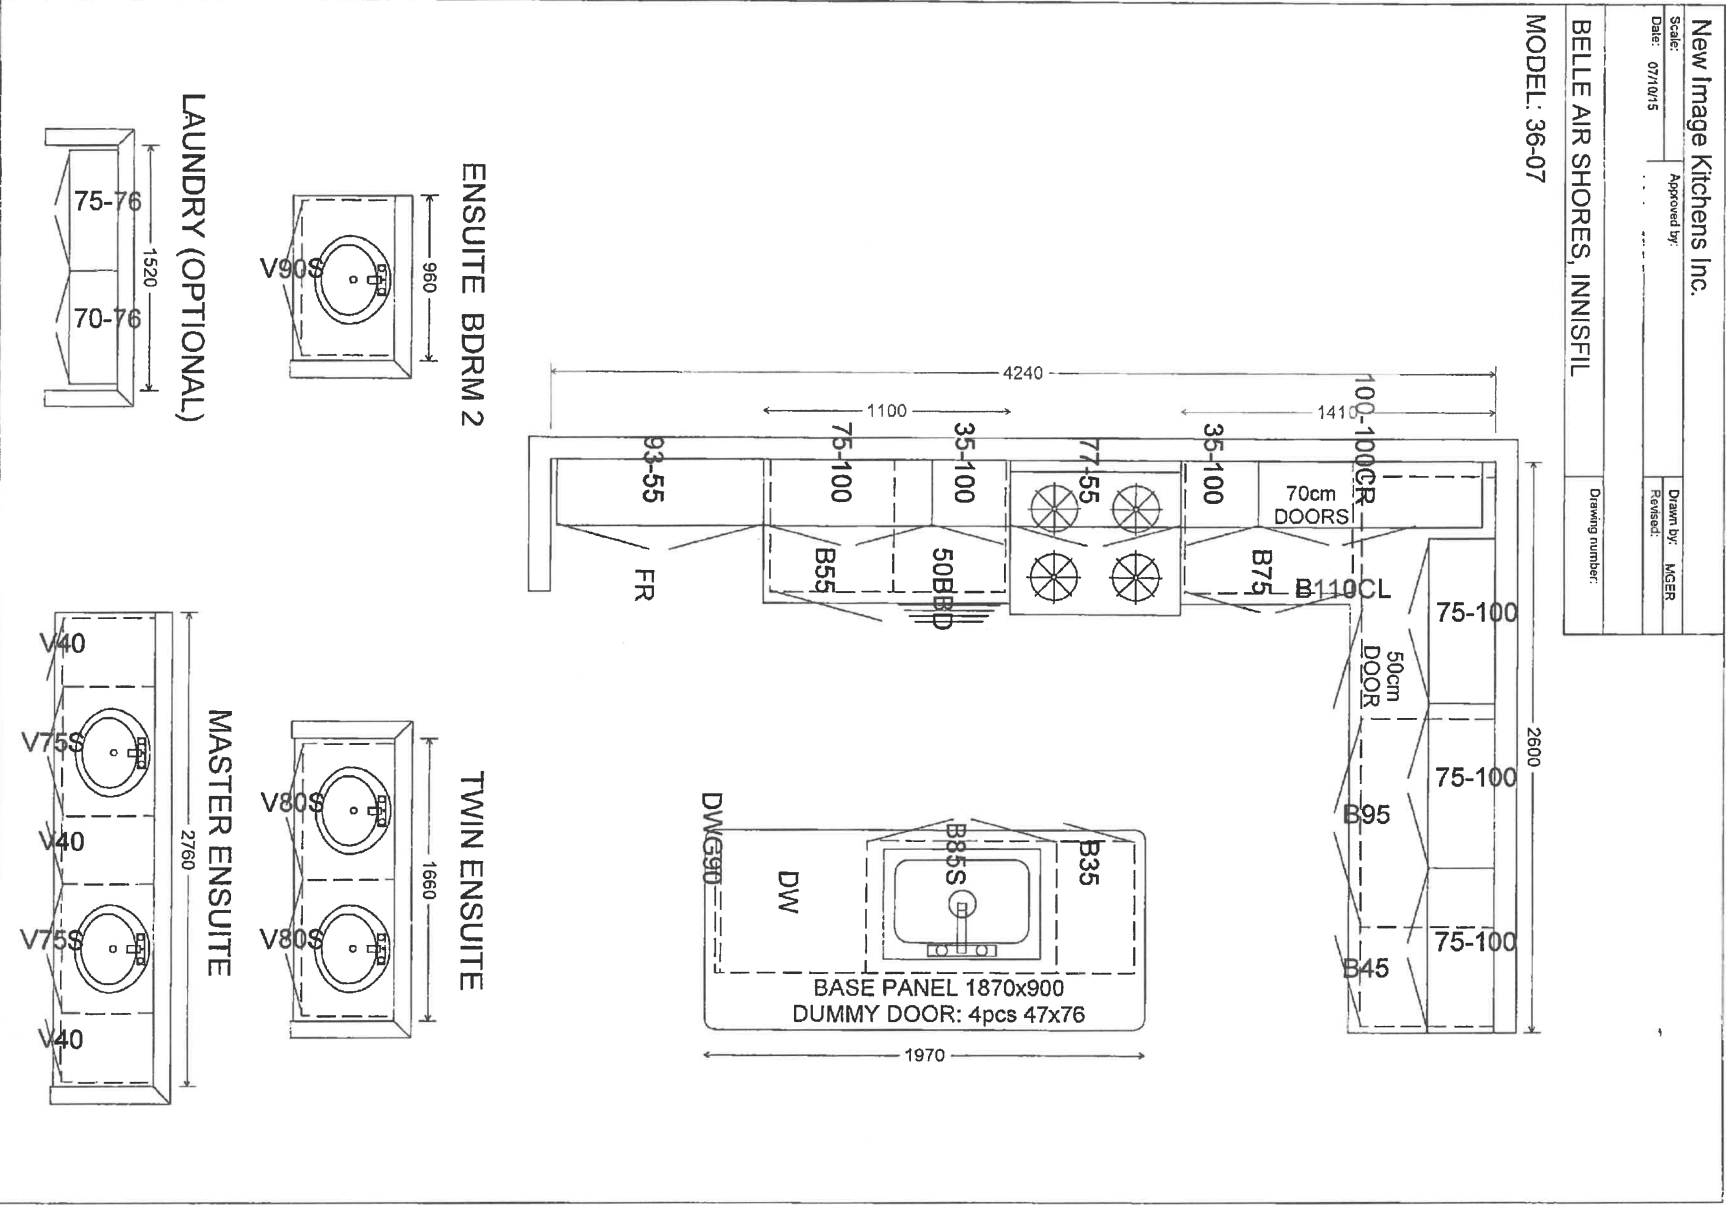 New Image Kitchens Inc.
Scale:
Approved by:
Drawn by: MGER
Date: 07/10/15
Revised:
BELLE AIR SHORES, INNISFIL
Drawing number:
MODEL: 36-07
4240
1100
1410
100-100CR
93-55
75-100
35-100
77-55
35-100
70cm
DOORS
FR
B55
50BBD
B75
B110CL
75-100
50cm
DOOR
2600
75-100
B95
75-100
B45
DWG90
DW
B85S
B35
BASE PANEL 1870x900
DUMMY DOOR: 4pcs 47x76
1970
ENSUITE BDRM 2
960
V90S
LAUNDRY (OPTIONAL)
1520
75-76
70-76
TWIN ENSUITE
1660
V80S
V80S
MASTER ENSUITE
2760
V40
V75S
V40
V75S
V40